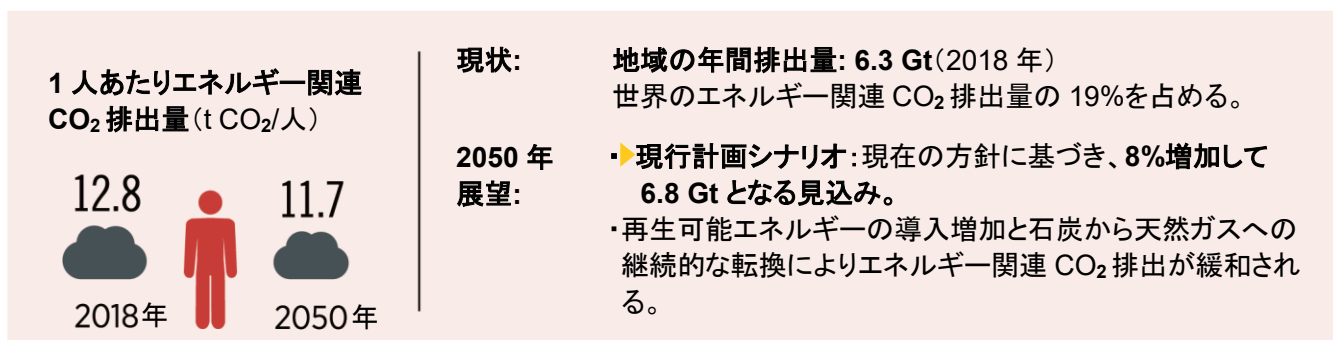 1 人あたりエネルギー関連
CO₂ 排出量（t CO₂/人）
12.8
11.7
2018年
2050年
現状:
地域の年間排出量: 6.3 Gt（2018 年）
世界のエネルギー関連 CO₂ 排出量の 19%を占める。
2050 年
展望:
・現行計画シナリオ：現在の方針に基づき、8%増加して
6.8 Gt となる見込み。
・再生可能エネルギーの導入増加と石炭から天然ガスへの
継続的な転換によりエネルギー関連 CO₂ 排出が緩和され
る。